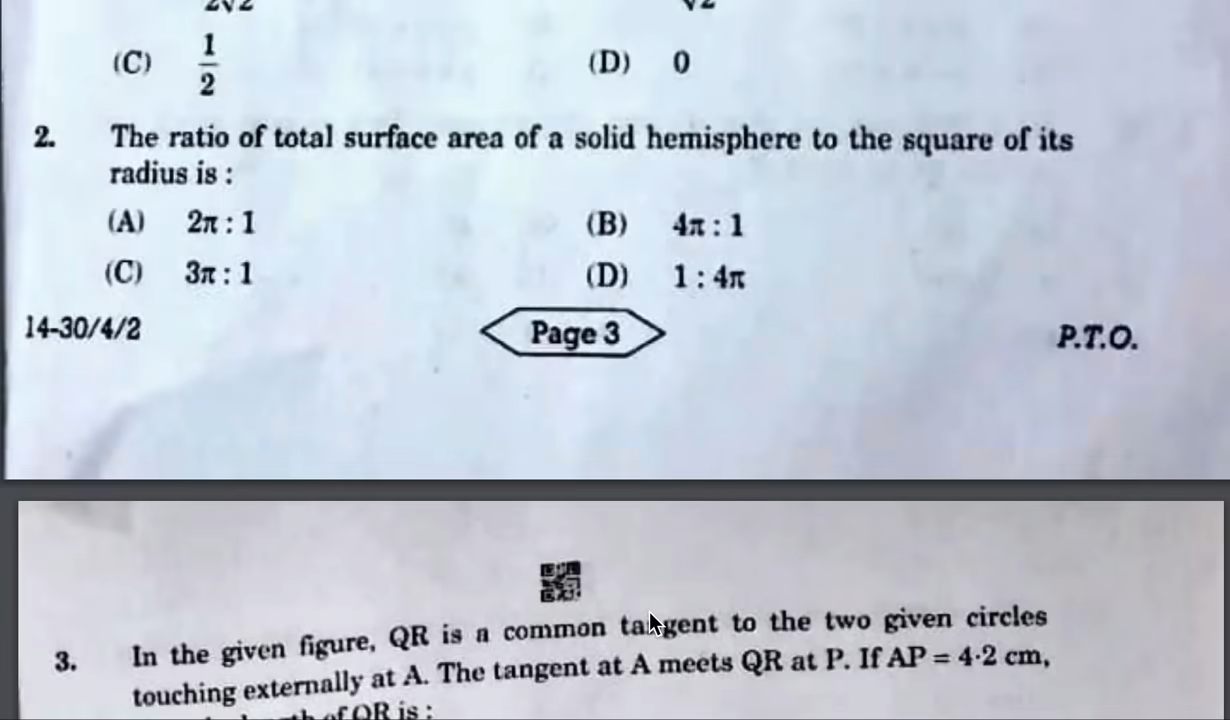 (C) 1/2 (D) 0
2. The ratio of total surface area of a solid hemisphere to the square of its
radius is :
(A) 2π : 1 (B) 4π : 1
(C) 3π : 1 (D) 1 : 4π
14-30/4/2 Page 3 P.T.O.
3. In the given figure, QR is a common tangent to the two given circles
touching externally at A. The tangent at A meets QR at P. If AP = 4·2 cm,
of QR is :